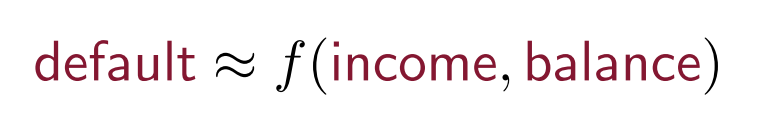 default ≈ f(income, balance)